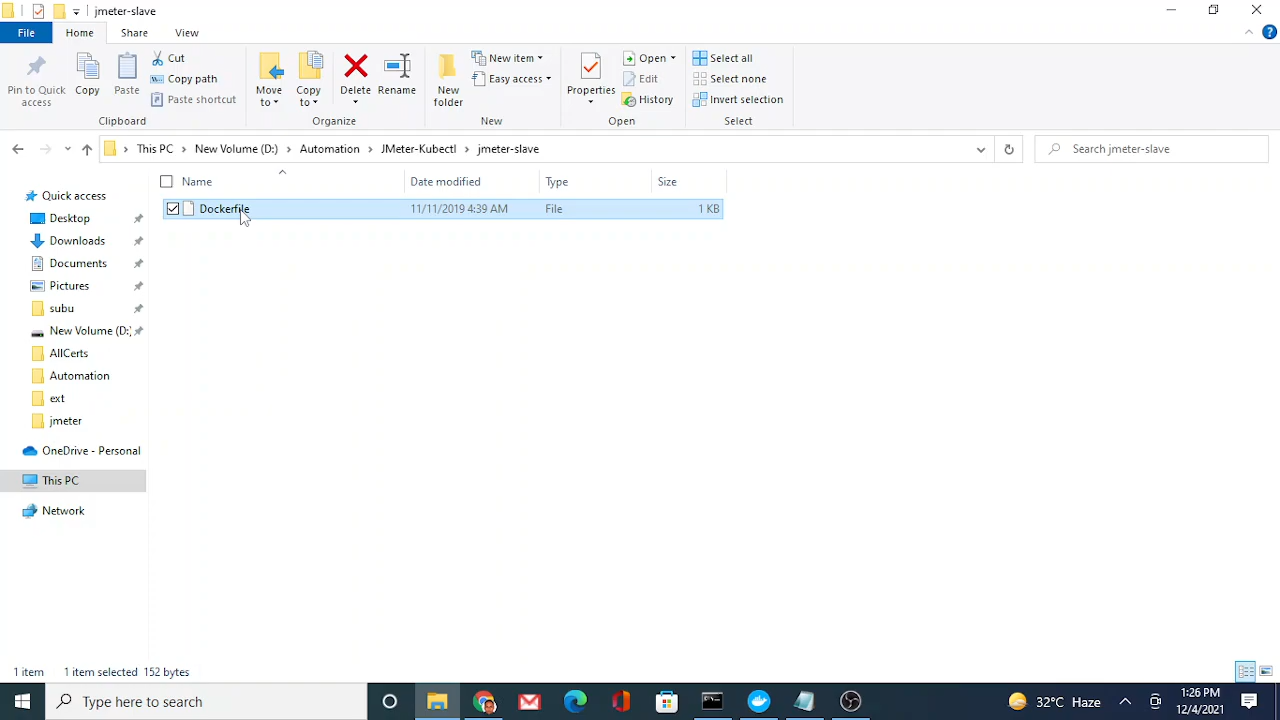 jmeter-slave
File Home Share View
Pin to Quick access
Copy
Paste
Cut
Copy path
Paste shortcut
Clipboard
Move to
Copy to
Delete
Rename
Organize
New folder
New item
Easy access
New
Properties
Open
Edit
History
Open
Select all
Select none
Invert selection
Select
This PC > New Volume (D:) > Automation > JMeter-Kubectl > jmeter-slave
Search jmeter-slave
Name Date modified Type Size
Dockerfile 11/11/2019 4:39 AM File 1 KB
Quick access
Desktop
Downloads
Documents
Pictures
subu
New Volume (D:)
AllCerts
Automation
ext
jmeter
OneDrive - Personal
This PC
Network
1 item 1 item selected 152 bytes
Type here to search
32°C Haze
1:26 PM
12/4/2021